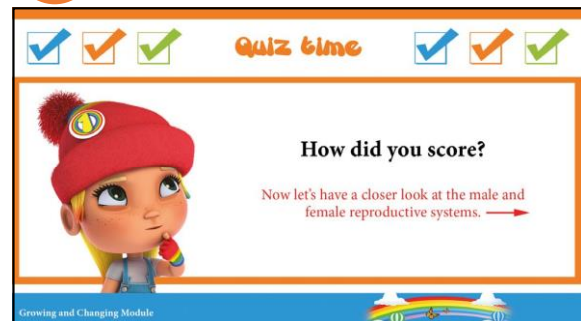 Quiz time
How did you score?
Now let's have a closer look at the male and
female reproductive systems.
Growing and Changing Module